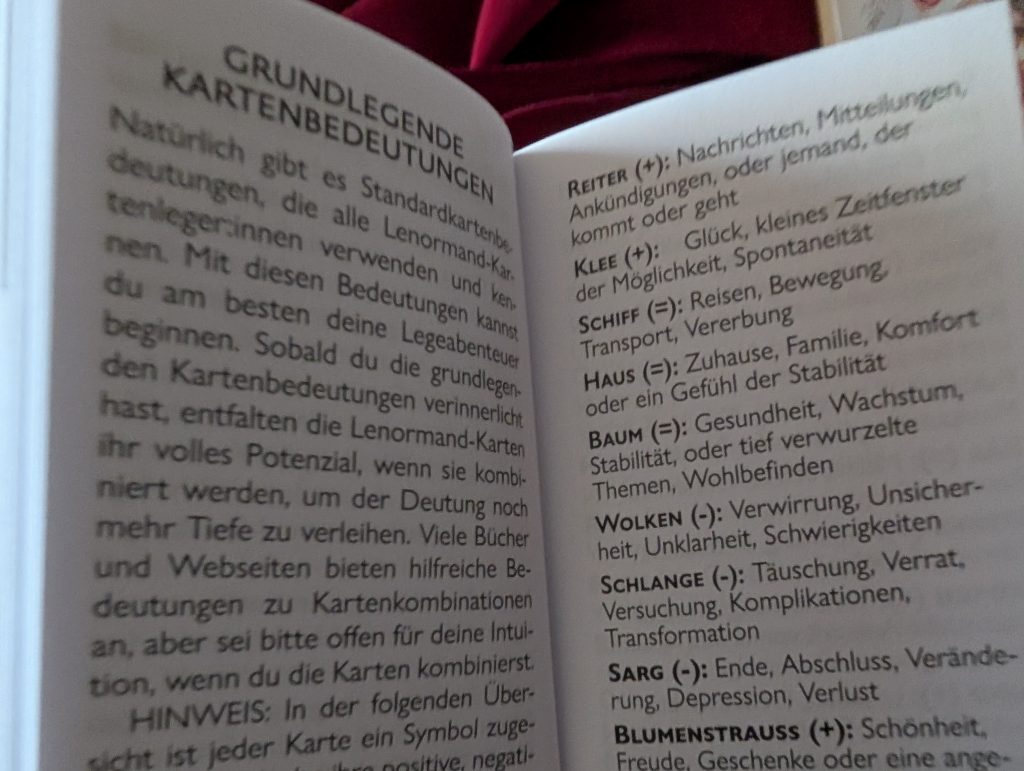 GRUNDLEGENDE
KARTENBEDEUTUNGEN
Natürlich gibt es Standardkartenbe-
deutungen, die alle Lenormand-Kar-
tenleger:innen verwenden und ken-
nen. Mit diesen Bedeutungen kannst
du am besten deine Legeabenteuer
beginnen. Sobald du die grundlegen-
den Kartenbedeutungen verinnerlicht
hast, entfalten die Lenormand-Karten
ihr volles Potenzial, wenn sie kombi-
niert werden, um der Deutung noch
mehr Tiefe zu verleihen. Viele Bücher
und Webseiten bieten hilfreiche Be-
deutungen zu Kartenkombinationen
an, aber sei bitte offen für deine Intui-
tion, wenn du die Karten kombinierst.
HINWEIS: In der folgenden Über-
sicht ist jeder Karte ein Symbol zuge-
positive, negati-
REITER (+): Nachrichten, Mitteilungen,
Ankündigungen, oder jemand, der
kommt oder geht
KLEE (+): Glück, kleines Zeitfenster
der Möglichkeit, Spontaneität
SCHIFF (=): Reisen, Bewegung,
Transport, Vererbung
HAUS (=): Zuhause, Familie, Komfort
oder ein Gefühl der Stabilität
BAUM (=): Gesundheit, Wachstum,
Stabilität, oder tief verwurzelte
Themen, Wohlbefinden
WOLKEN (-): Verwirrung, Unsicher-
heit, Unklarheit, Schwierigkeiten
SCHLANGE (-): Täuschung, Verrat,
Versuchung, Komplikationen,
Transformation
SARG (-): Ende, Abschluss, Verände-
rung, Depression, Verlust
BLUMENSTRAUSS (+): Schönheit,
Freude, Geschenke oder eine ange-